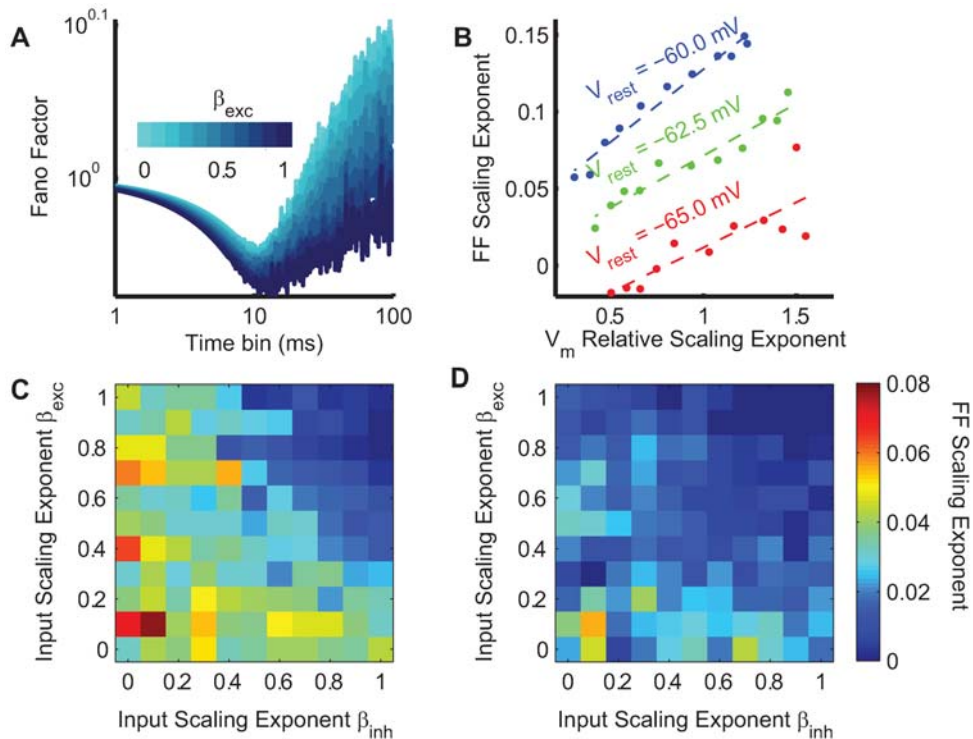 A
10^0.1
10^0
Fano Factor
β_exc
0 0.5 1
1 10 100
Time bin (ms)
B
0.15
0.1
0.05
0
FF Scaling Exponent
V_rest = −60.0 mV
V_rest = −62.5 mV
V_rest = −65.0 mV
0.5 1 1.5
V_m Relative Scaling Exponent
C
Input Scaling Exponent β_exc
1
0.8
0.6
0.4
0.2
0
0 0.2 0.4 0.6 0.8 1
Input Scaling Exponent β_inh
D
Input Scaling Exponent β_exc
1
0.8
0.6
0.4
0.2
0
0 0.2 0.4 0.6 0.8 1
Input Scaling Exponent β_inh
0.08
0.06
0.04
0.02
0
FF Scaling Exponent